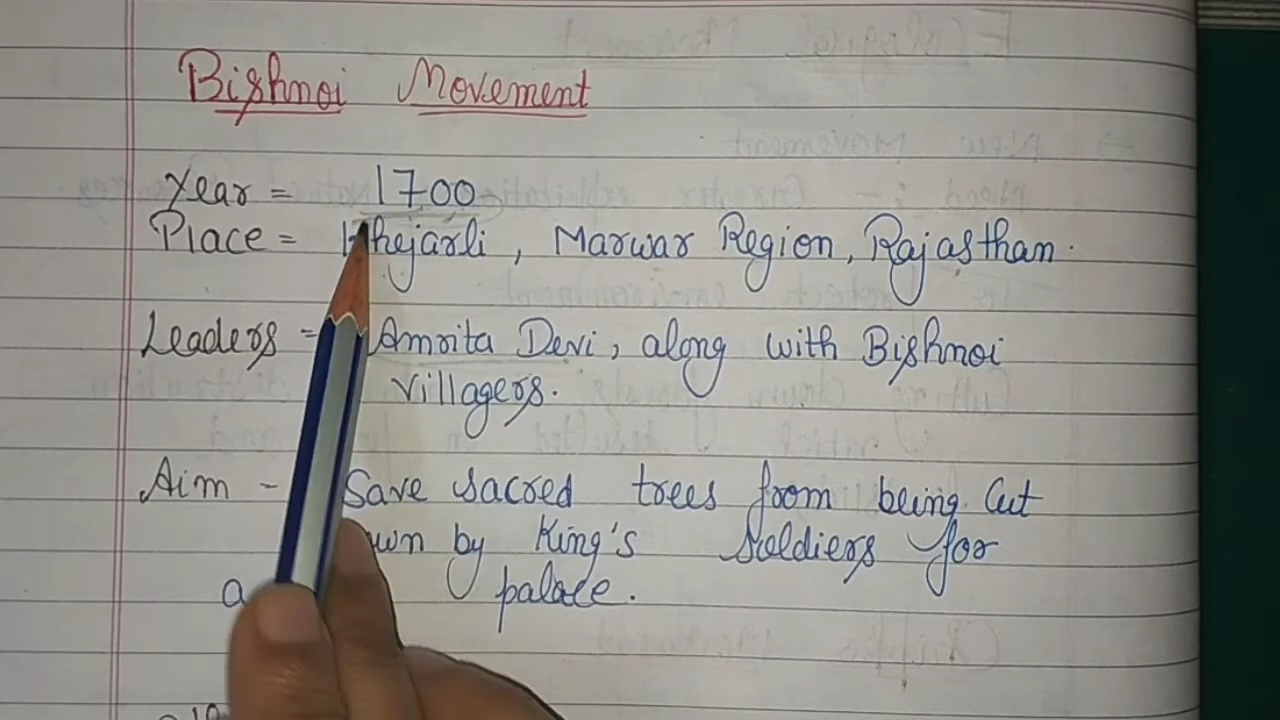 Bishnoi Movement
Year = 1700
Place = Khejarli, Marwar Region, Rajasthan.
Leaders = Amrita Devi, along with Bishnoi
villagers.
Aim - Save sacred trees from being cut
by King's Soldiers for
a palace.